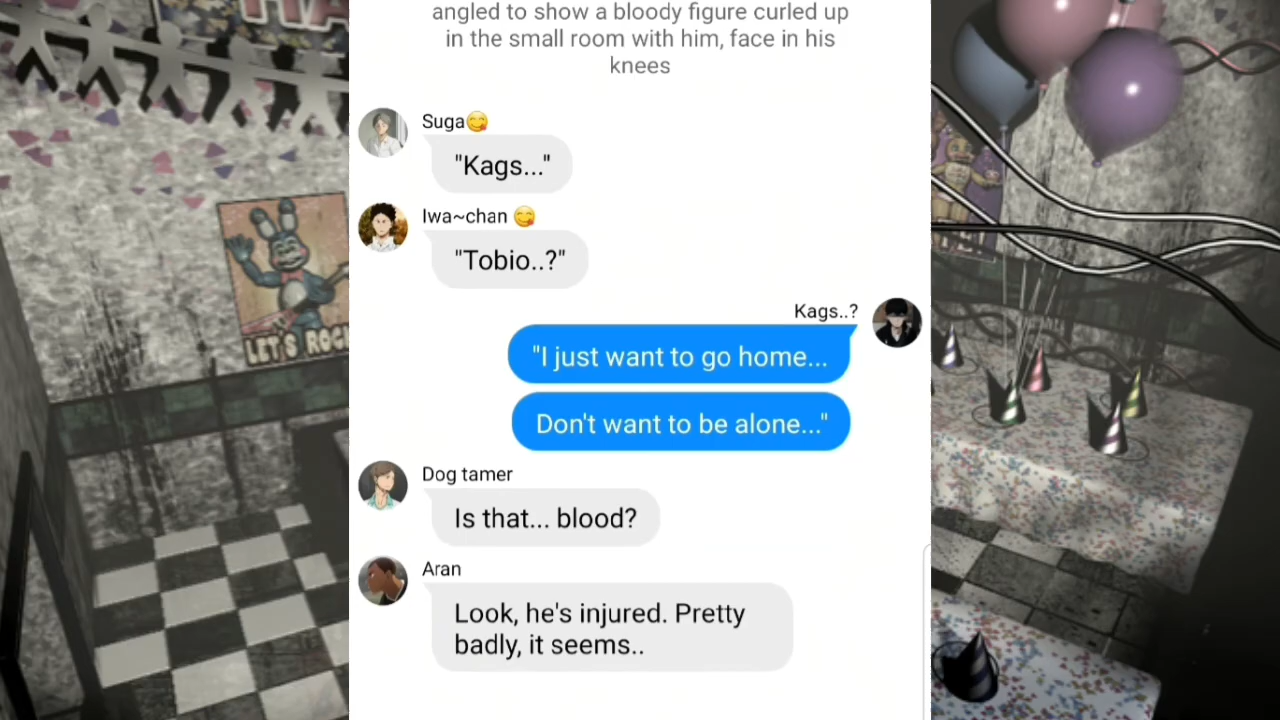 angled to show a bloody figure curled up
in the small room with him, face in his
knees
Suga😋
"Kags..."
Iwa~chan 😋
"Tobio..?"
Kags..?
"I just want to go home...
Don't want to be alone..."
Dog tamer
Is that... blood?
Aran
Look, he's injured. Pretty
badly, it seems..
LET'S ROCK